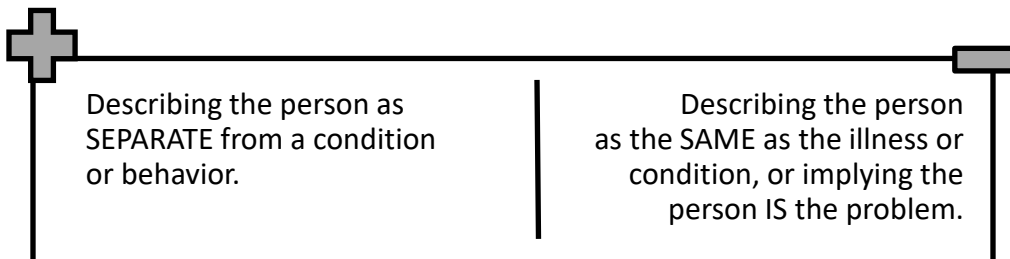 Describing the person as
SEPARATE from a condition
or behavior.
Describing the person
as the SAME as the illness or
condition, or implying the
person IS the problem.